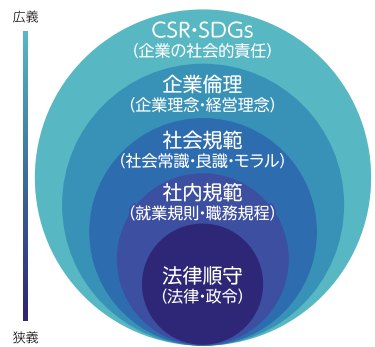 広義
CSR・SDGs
（企業の社会的責任）
企業倫理
（企業理念・経営理念）
社会規範
（社会常識・良識・モラル）
社内規範
（就業規則・職務規程）
法律順守
（法律・政令）
狭義